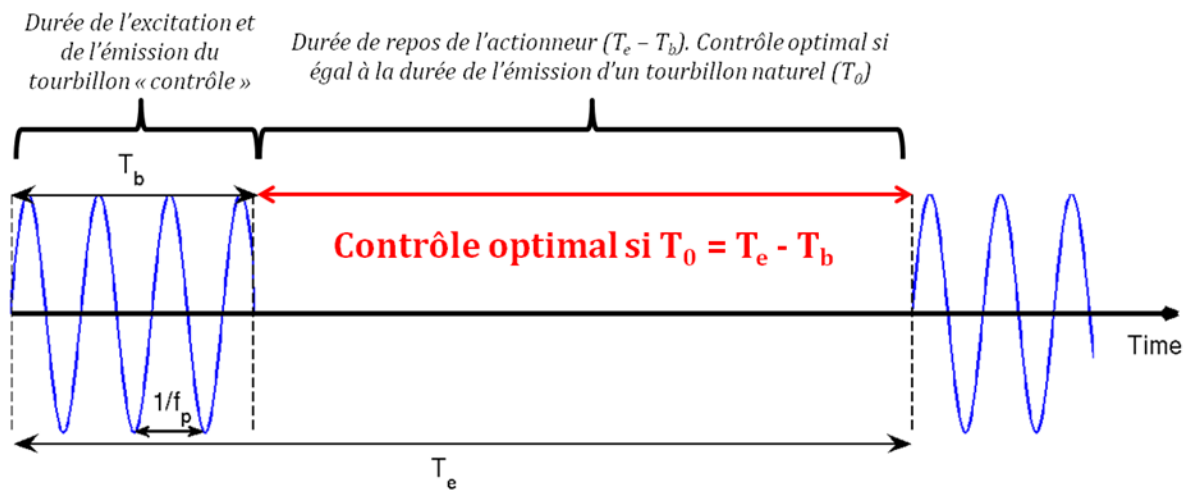 Durée de l'excitation et
de l'émission du
tourbillon « contrôle »
Durée de repos de l'actionneur (Te – Tb). Contrôle optimal si
égal à la durée de l'émission d'un tourbillon naturel (T0)
Tb
Contrôle optimal si T0 = Te - Tb
Time
1/fp
Te